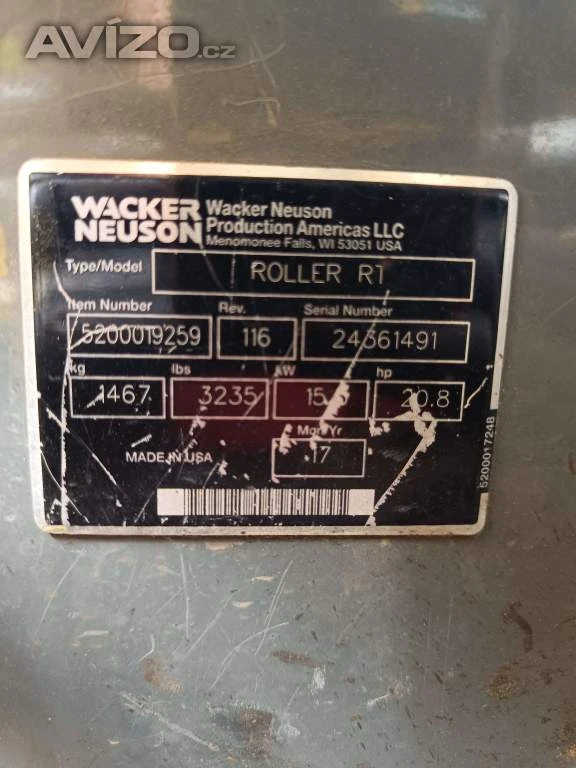 AVÍZO.cz
WACKER NEUSON
Wacker Neuson
Production Americas LLC
Menomonee Falls, WI 53051 USA
Type/Model ROLLER RT
Item Number Rev. Serial Number
5200019259 116 24361491
kg lbs kW hp
1467 3235 15. 20.8
Mon/Yr
MADE IN USA 17
5200017248